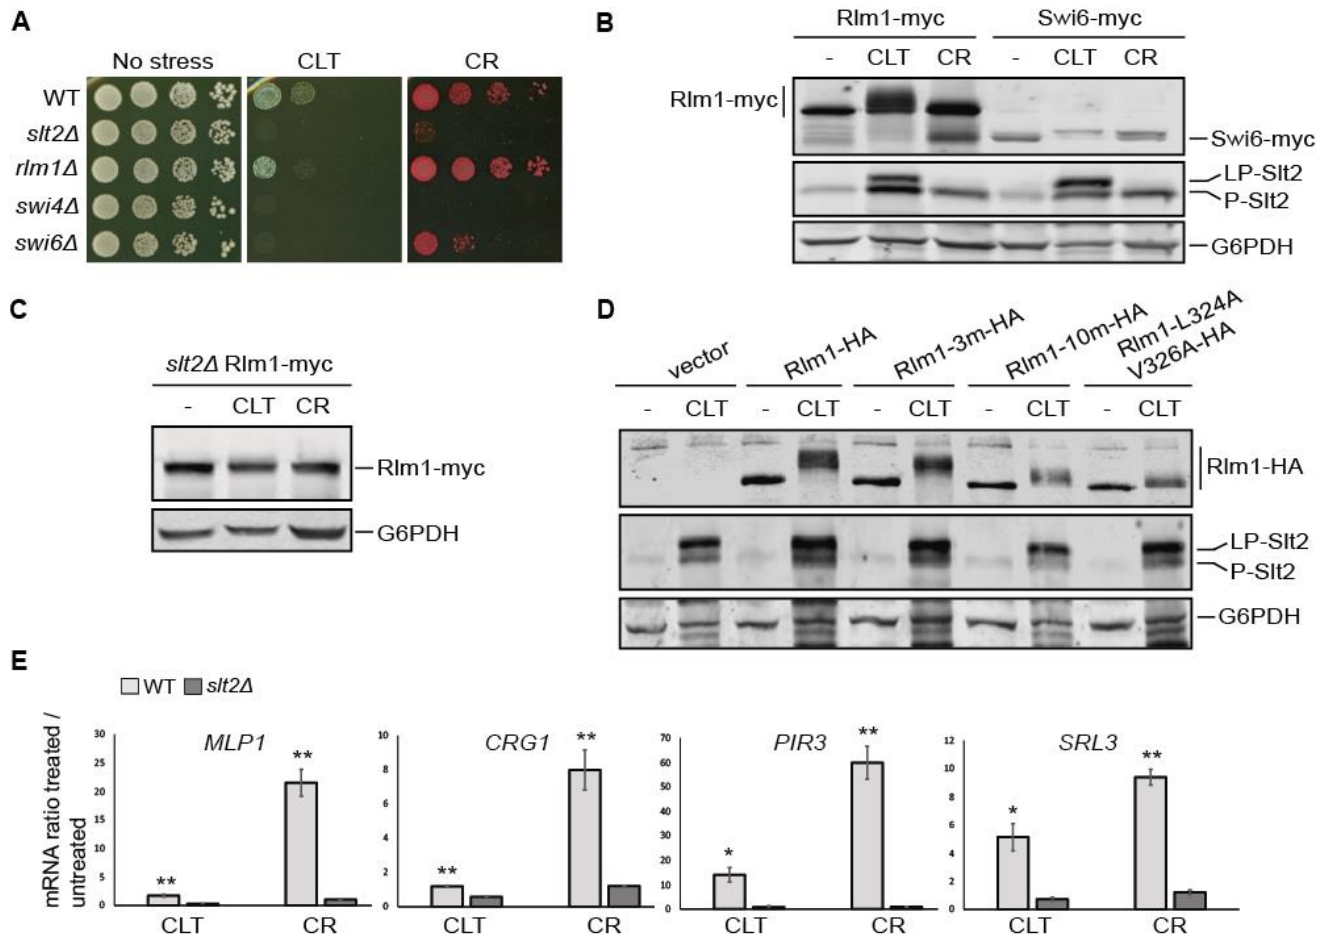 A
No stress
CLT
CR
WT
slt2Δ
rlm1Δ
swi4Δ
swi6Δ
B
Rlm1-myc
Swi6-myc
- CLT CR - CLT CR
Rlm1-myc
Swi6-myc
LP-Slt2
P-Slt2
G6PDH
C
slt2Δ Rlm1-myc
- CLT CR
Rlm1-myc
G6PDH
D
vector
Rlm1-HA
Rlm1-3m-HA
Rlm1-10m-HA
Rlm1-L324A
V326A-HA
- CLT - CLT - CLT - CLT - CLT
Rlm1-HA
LP-Slt2
P-Slt2
G6PDH
E
WT slt2Δ
mRNA ratio treated /
untreated
MLP1
30
25
20
15
10
5
0
**
**
CLT CR
CRG1
10
8
6
4
2
0
**
**
CLT CR
PIR3
70
60
50
40
30
20
10
0
*
**
CLT CR
SRL3
12
10
8
6
4
2
0
*
**
CLT CR